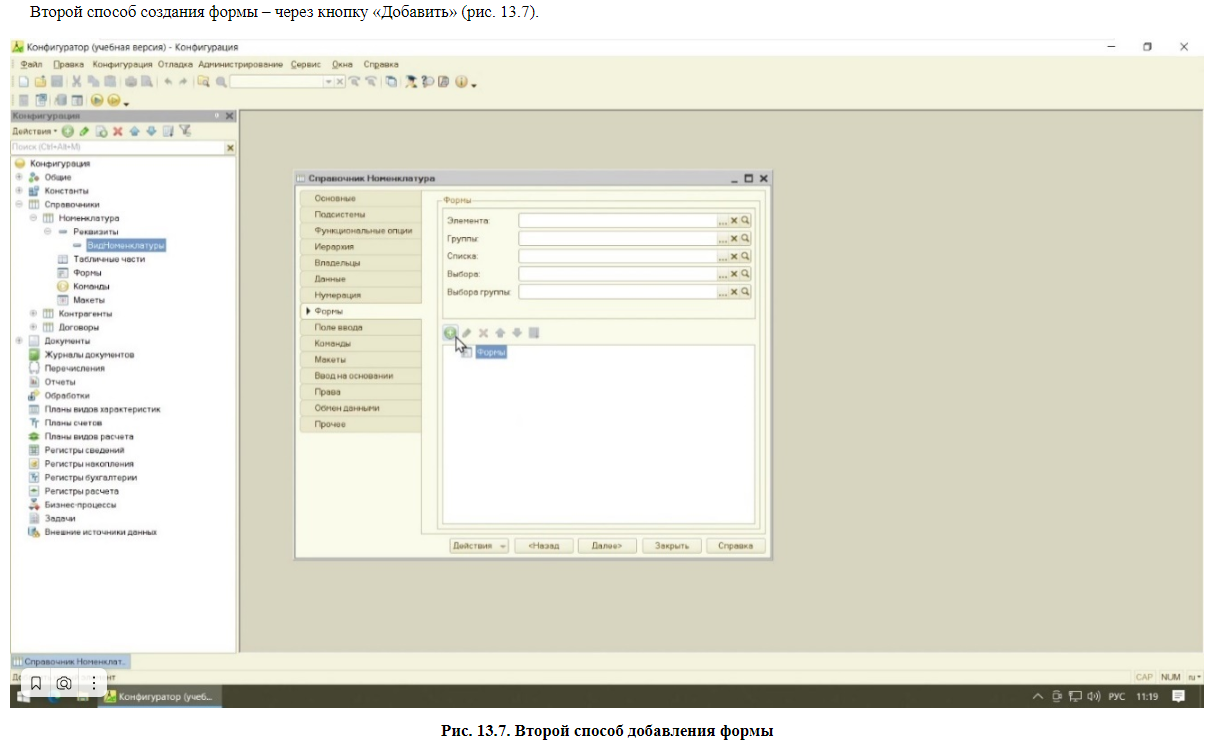 Второй способ создания формы – через кнопку «Добавить» (рис. 13.7).
Конфигуратор (учебная версия) - Конфигурация
Файл Правка Конфигурация Отладка Администрирование Сервис Окна Справка
Конфигурация
Действия
Поиск (Ctrl+Alt+M)
Конфигурация
Общие
Константы
Справочники
Номенклатура
Реквизиты
ВидНоменклатуры
Табличные части
Формы
Команды
Макеты
Контрагенты
Договоры
Документы
Журналы документов
Перечисления
Отчеты
Обработки
Планы видов характеристик
Планы счетов
Планы видов расчета
Регистры сведений
Регистры накопления
Регистры бухгалтерии
Регистры расчета
Бизнес-процессы
Задачи
Внешние источники данных
Справочник Номенклатура
Основные
Подсистемы
Функциональные опции
Иерархия
Владельцы
Данные
Нумерация
Формы
Поле ввода
Команды
Макеты
Ввод на основании
Права
Обмен данными
Прочее
Формы
Элемента:
Группы:
Списка:
Выбора:
Выбора группы:
Формы
Действия <Назад Далее> Закрыть Справка
Справочник Номенклат..
CAP NUM ru
Конфигуратор (учеб...
РУС 11:19
Рис. 13.7. Второй способ добавления формы